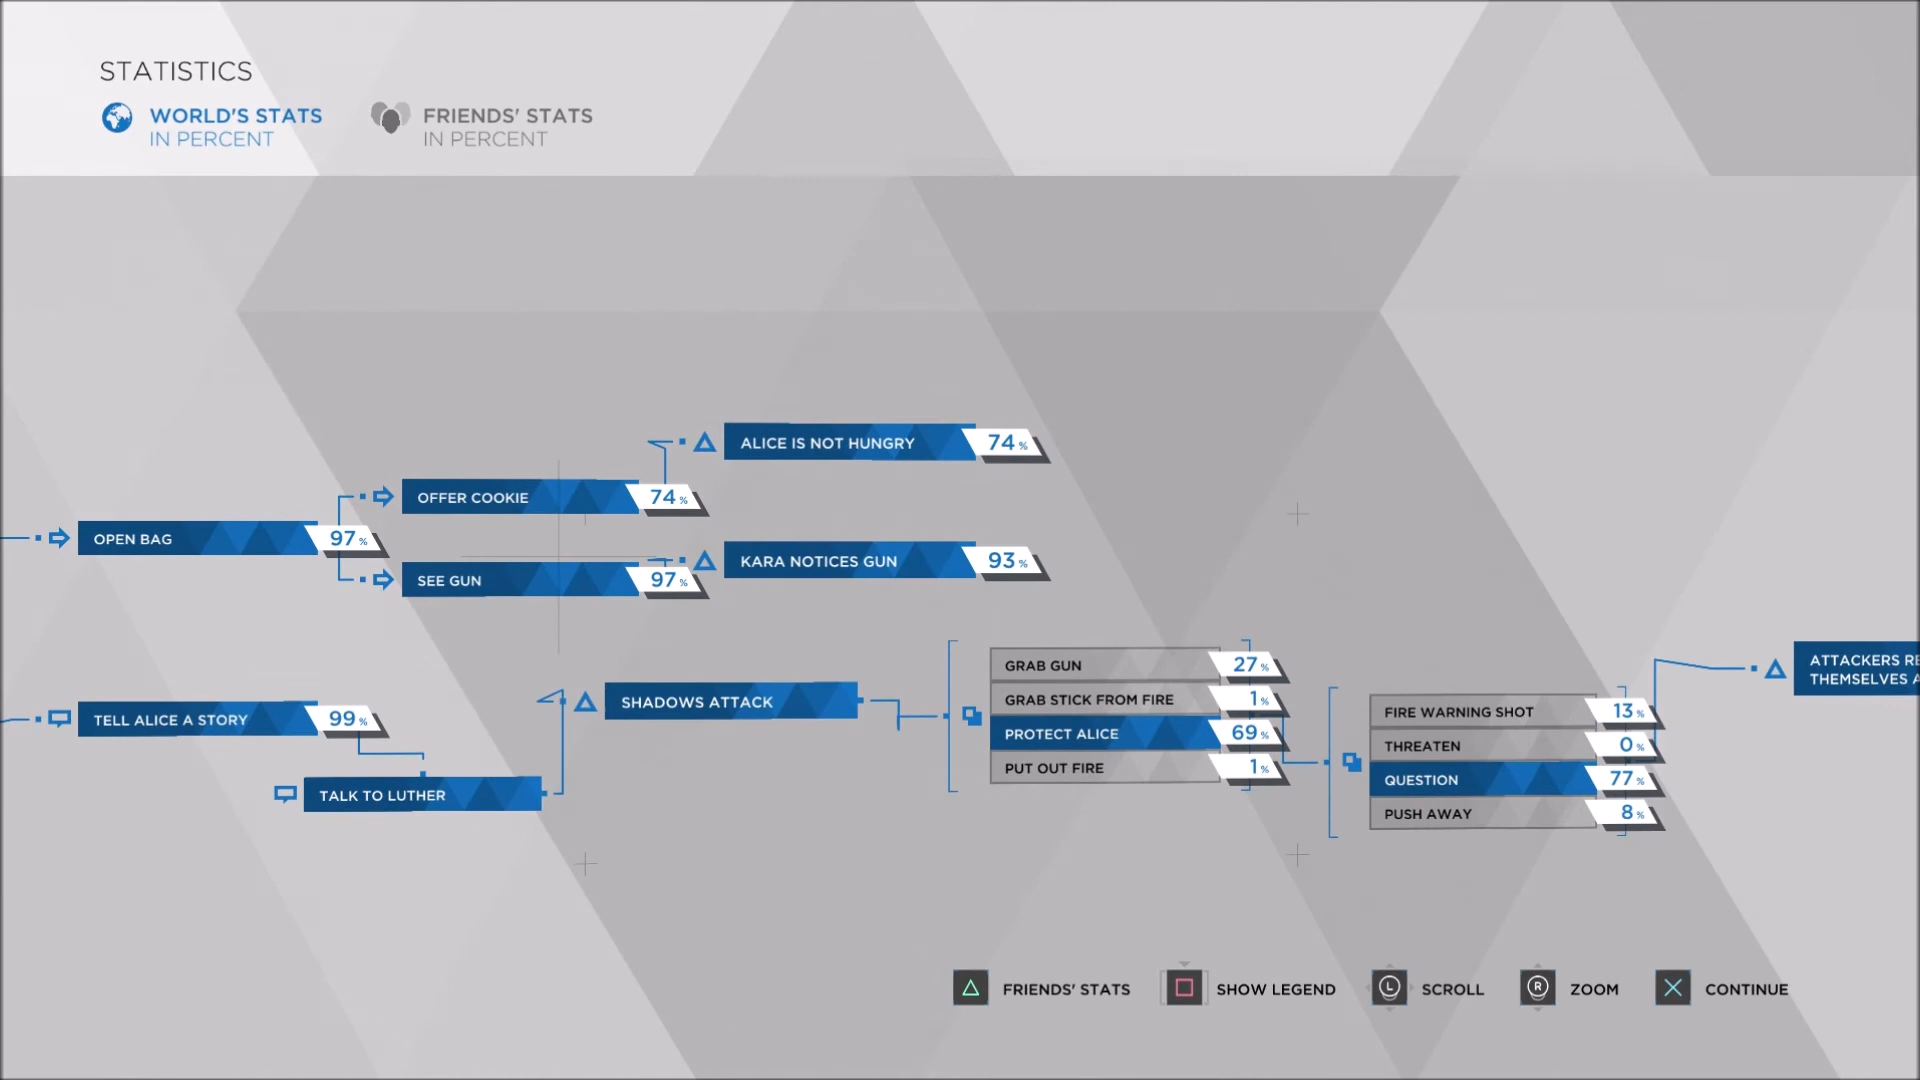 STATISTICS
WORLD'S STATS
IN PERCENT
FRIENDS' STATS
IN PERCENT
ALICE IS NOT HUNGRY 74%
OFFER COOKIE 74%
OPEN BAG 97%
KARA NOTICES GUN 93%
SEE GUN 97%
GRAB GUN 27%
GRAB STICK FROM FIRE 1%
PROTECT ALICE 69%
PUT OUT FIRE 1%
SHADOWS ATTACK
TELL ALICE A STORY 99%
TALK TO LUTHER
FIRE WARNING SHOT 13%
THREATEN 0%
QUESTION 77%
PUSH AWAY 8%
ATTACKERS RE
THEMSELVES A
FRIENDS' STATS
SHOW LEGEND
L SCROLL
R ZOOM
CONTINUE